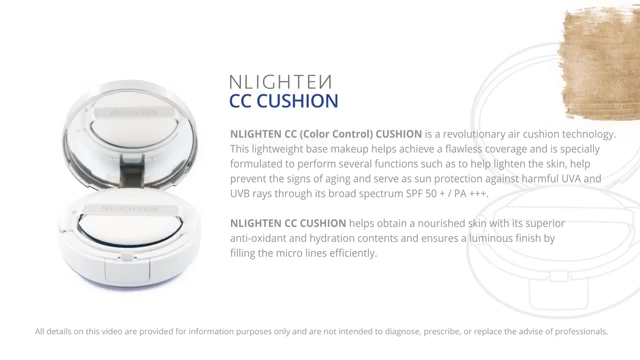 NLIGHTEN
CC CUSHION
NLIGHTEN CC (Color Control) CUSHION is a revolutionary air cushion technology.
This lightweight base makeup helps achieve a flawless coverage and is specially
formulated to perform several functions such as to help lighten the skin, help
prevent the signs of aging and serve as sun protection against harmful UVA and
UVB rays through its broad spectrum SPF 50 + / PA +++.
NLIGHTEN CC CUSHION helps obtain a nourished skin with its superior
anti-oxidant and hydration contents and ensures a luminous finish by
filling the micro lines efficiently.
NLIGHTEN
All details on this video are provided for information purposes only and are not intended to diagnose, prescribe, or replace the advise of professionals.